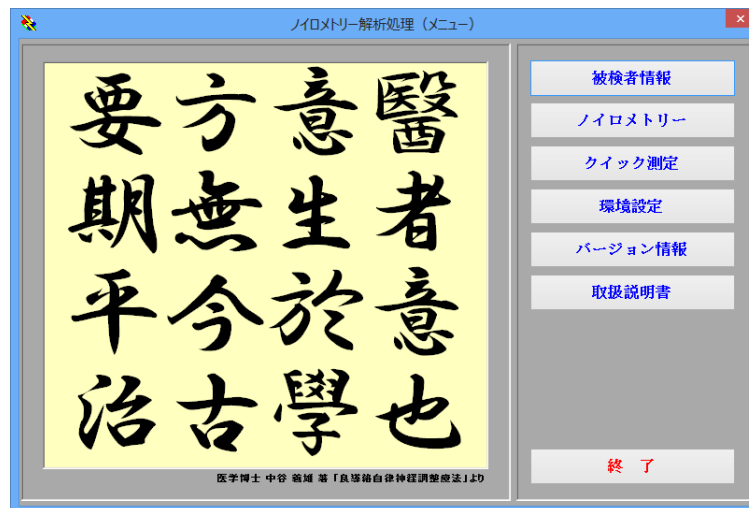 ノイロメトリー解析処理（メニュー）
醫者意也
意生於學
方無今古
要期平治
医学博士 中谷 義雄 著「良導絡自律神経調整療法」より
被検者情報
ノイロメトリー
クイック測定
環境設定
バージョン情報
取扱説明書
終 了